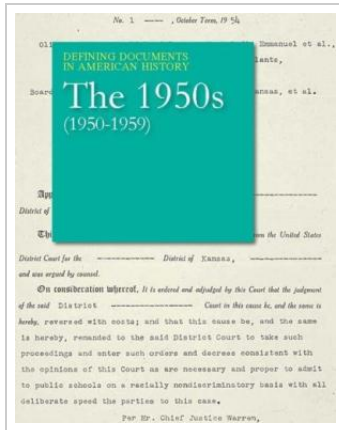 No. 1 ---- , October Term, 19 54
Oli Emmanuel et al.,
lants,
DEFINING DOCUMENTS
IN AMERICAN HISTORY
The 1950s
(1950-1959)
Boar ansas, et al.
App
District of
Thi om the United States
District Court for the District of Kansas,
and was argued by counsel.
On consideration whereof, It is ordered and adjudged by this Court that the judgment
of the said District Court in this cause be, and the same is
hereby, reversed with costs; and that this cause be, and the same
is hereby, remanded to the said District Court to take such
proceedings and enter such orders and decrees consistent with
the opinions of this Court as are necessary and proper to admit
to public schools on a racially nondiscriminatory basis with all
deliberate speed the parties to this case.
Per Mr. Chief Justice Warren,